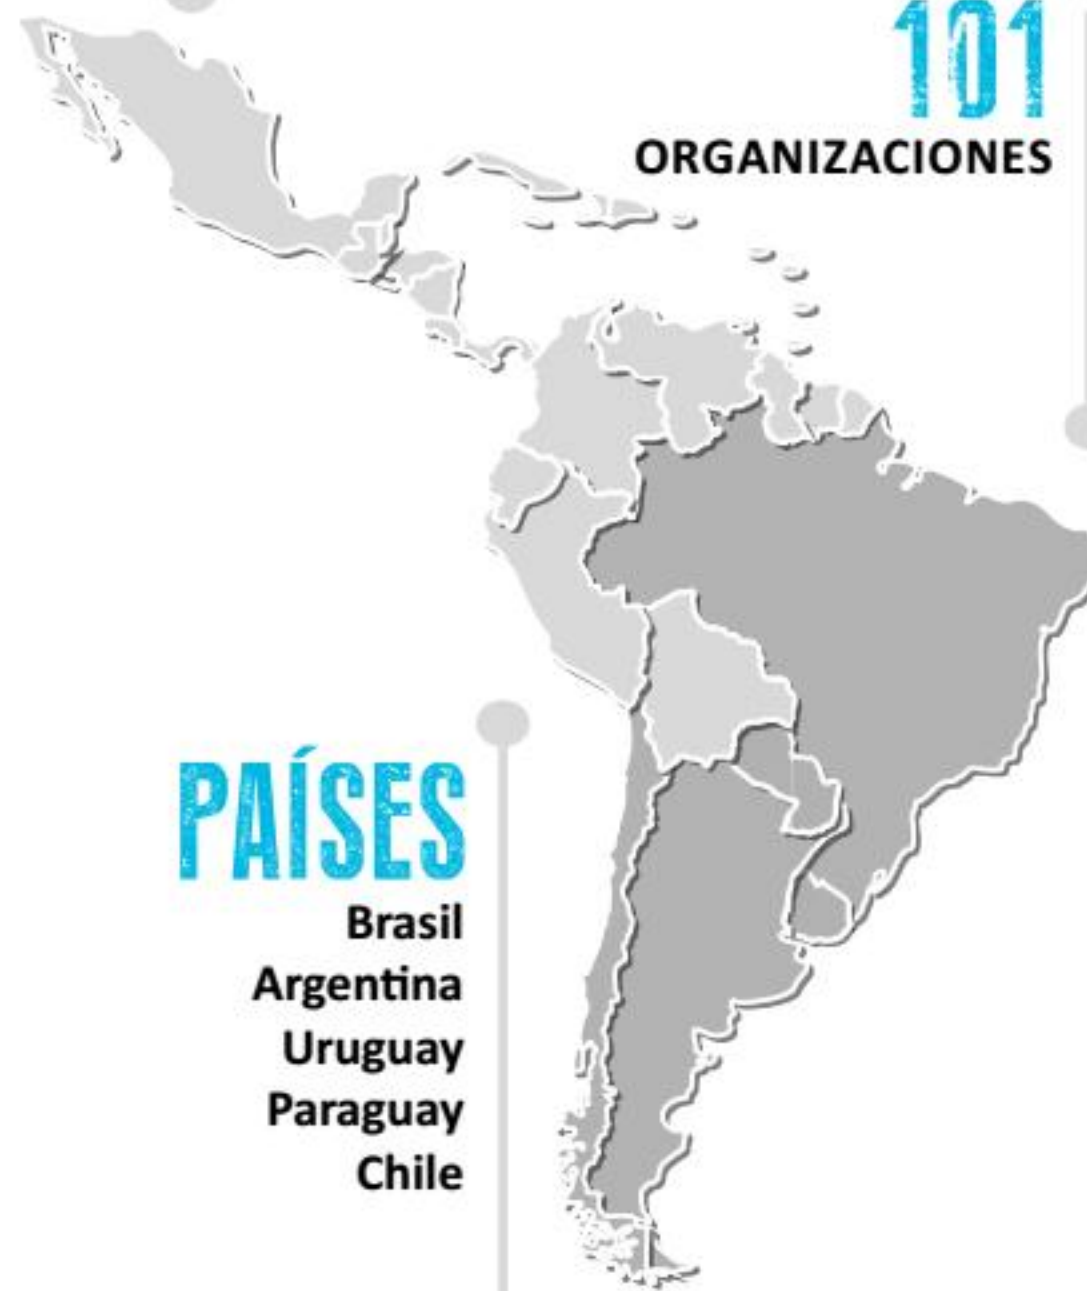 101
ORGANIZACIONES
PAÍSES
Brasil
Argentina
Uruguay
Paraguay
Chile